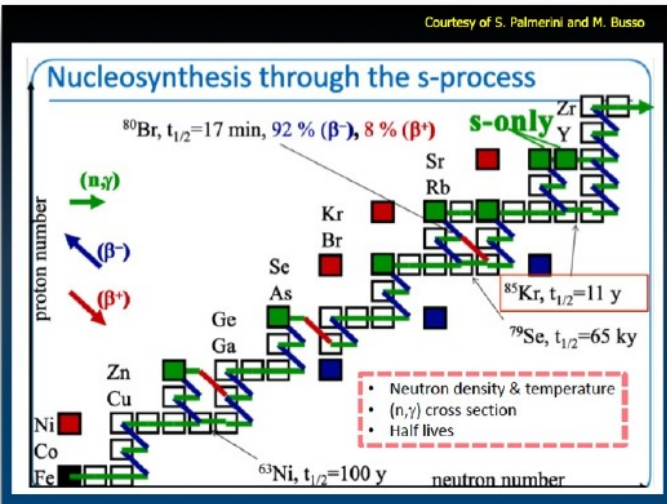 Courtesy of S. Palmerini and M. Busso
Nucleosynthesis through the s-process
⁸⁰Br, t₁/₂=17 min, 92 % (β⁻), 8 % (β⁺)
s-only
Zr
Y
Sr
Rb
(n,γ)
Kr
Br
(β⁻)
Se
As
⁸⁵Kr, t₁/₂=11 y
(β⁺)
proton number
⁷⁹Se, t₁/₂=65 ky
Ge
Ga
Zn
Cu
• Neutron density & temperature
• (n,γ) cross section
• Half lives
Ni
Co
Fe
⁶³Ni, t₁/₂=100 y
neutron number